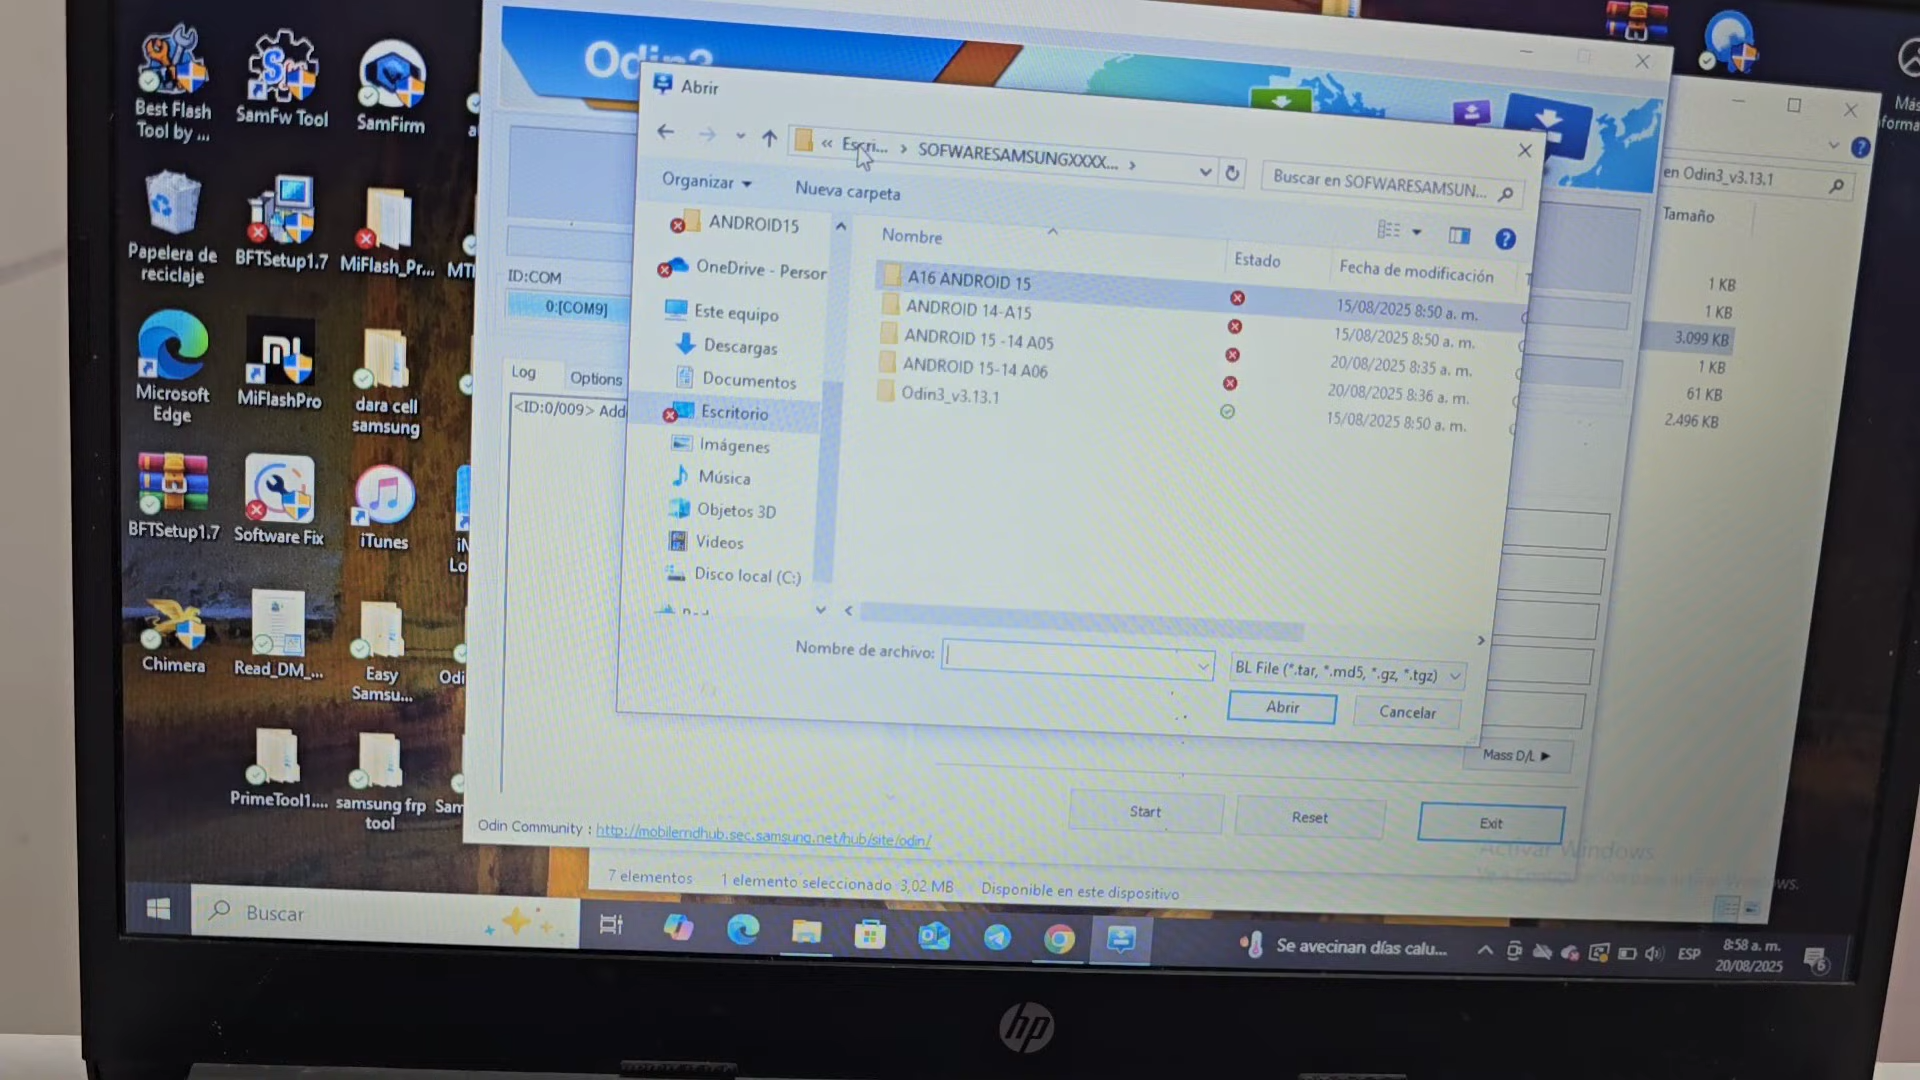 Best Flash
Tool by ...
SamFw Tool
SamFirm
Papelera de
reciclaje
BFTSetup1.7
MiFlash_Pr...
Microsoft
Edge
MiFlashPro
dara cell
samsung
BFTSetup1.7
Software Fix
iTunes
Chimera
Read_DM_...
Easy
Samsu...
PrimeTool1....
samsung frp
tool
Odin3
Abrir
« Escri... › SOFWARESAMSUNGXXXX... ›
Buscar en SOFWARESAMSUN...
Organizar
Nueva carpeta
ANDROID15
OneDrive - Person
Este equipo
Descargas
Documentos
Escritorio
Imágenes
Música
Objetos 3D
Videos
Disco local (C:)
Nombre
Estado
Fecha de modificación
A16 ANDROID 15
15/08/2025 8:50 a. m.
ANDROID 14-A15
15/08/2025 8:50 a. m.
ANDROID 15 -14 A05
20/08/2025 8:35 a. m.
ANDROID 15-14 A06
20/08/2025 8:36 a. m.
Odin3_v3.13.1
15/08/2025 8:50 a. m.
Nombre de archivo:
BL File (*.tar, *.md5, *.gz, *.tgz)
Abrir
Cancelar
ID:COM
0:[COM9]
Log
Options
<ID:0/009> Add
Mass D/L ▶
Start
Reset
Exit
Odin Community : http://mobilerndhub.sec.samsung.net/hub/site/odin/
en Odin3_v3.13.1
Tamaño
1 KB
1 KB
3.099 KB
1 KB
61 KB
2.496 KB
Más
Activar Windows
7 elementos
1 elemento seleccionado 3,02 MB
Disponible en este dispositivo
Buscar
Se avecinan días calu...
ESP
8:58 a. m.
20/08/2025
6
hp